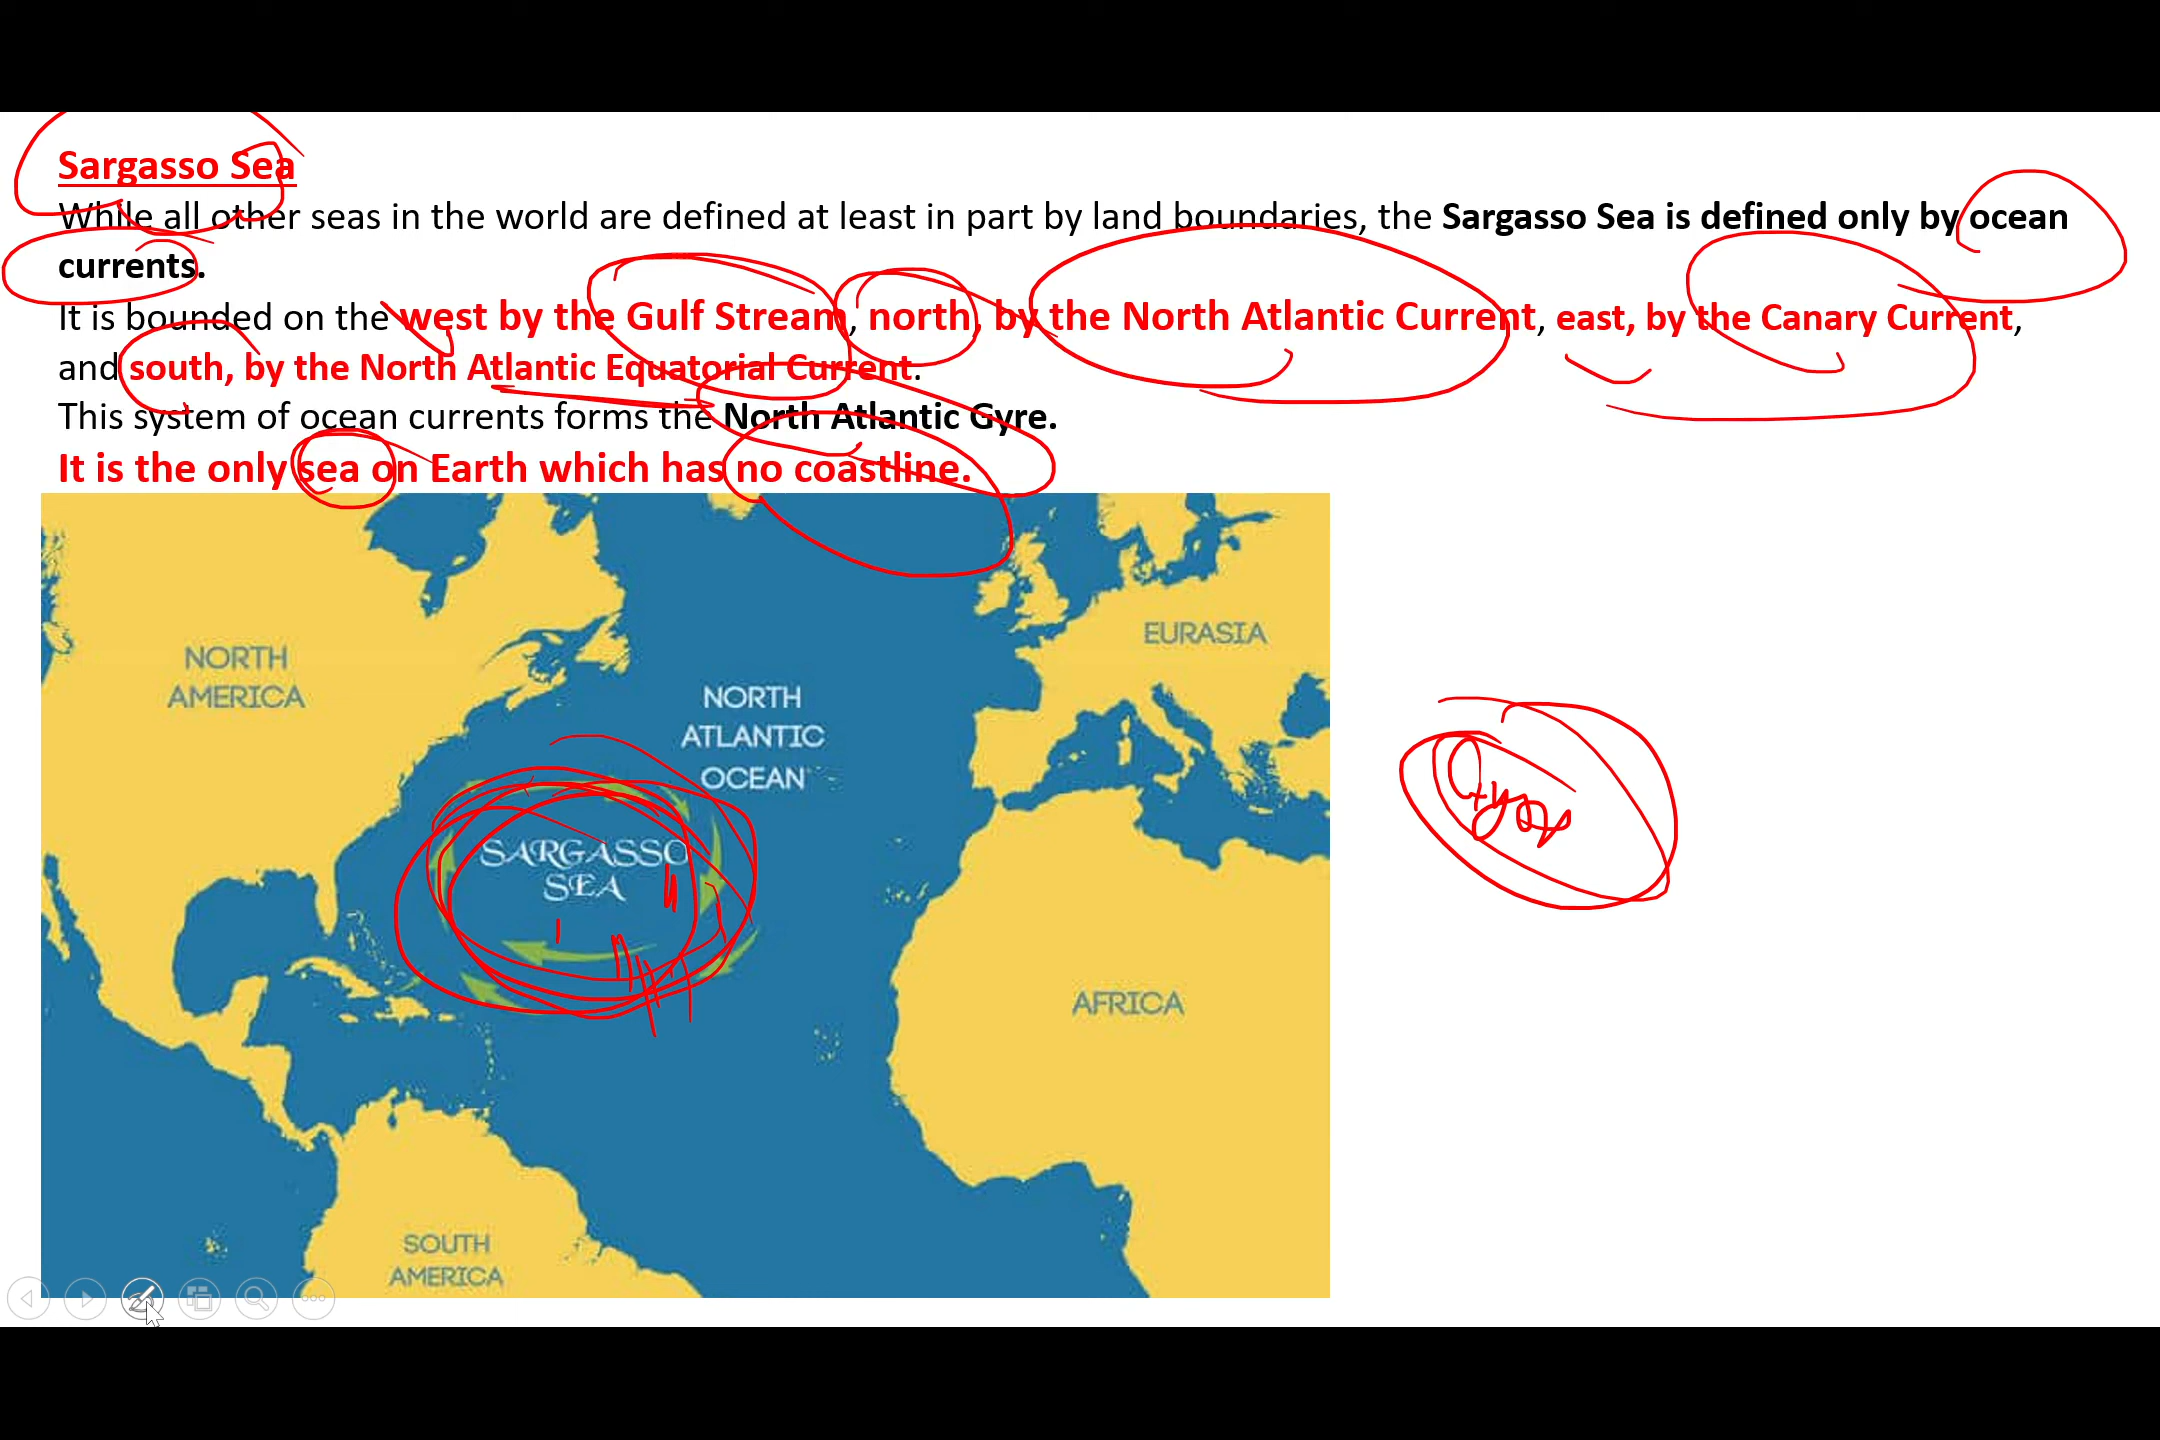 Sargasso Sea
While all other seas in the world are defined at least in part by land boundaries, the Sargasso Sea is defined only by ocean
currents.
It is bounded on the west by the Gulf Stream, north, by the North Atlantic Current, east, by the Canary Current,
and south, by the North Atlantic Equatorial Current.
This system of ocean currents forms the North Atlantic Gyre.
It is the only sea on Earth which has no coastline.
EURASIA
NORTH
AMERICA
NORTH
ATLANTIC
OCEAN
SARGASSO
SEA
AFRICA
SOUTH
AMERICA